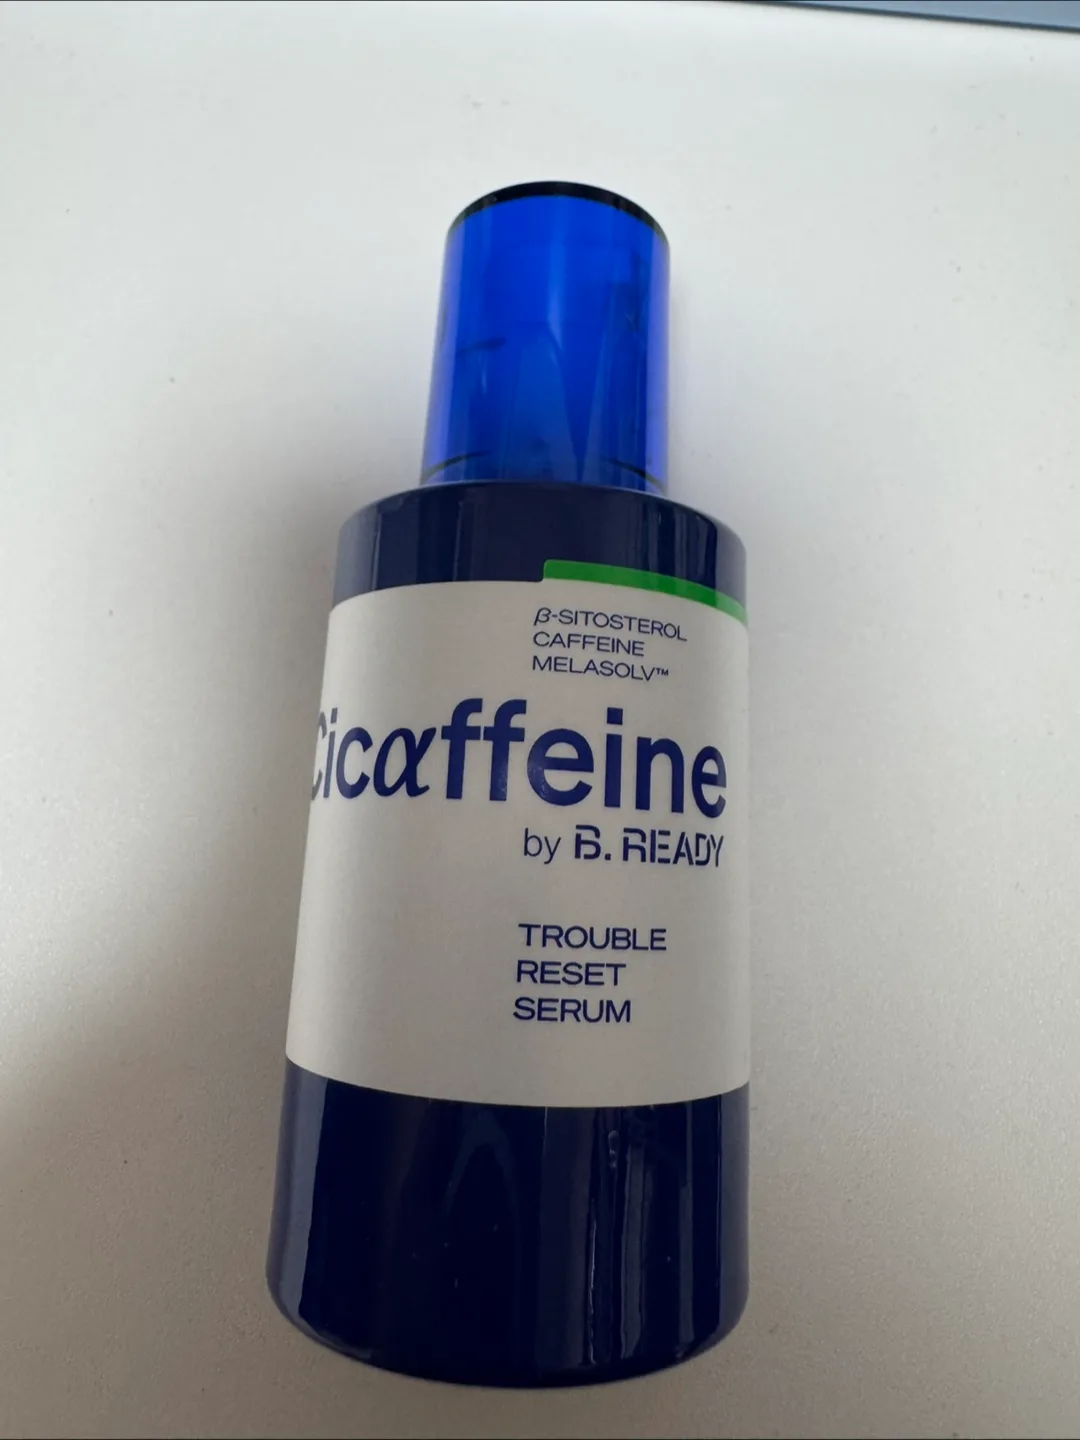 β-SITOSTEROL
CAFFEINE
MELASOLV™
Cicαffeine
by B. READY
TROUBLE
RESET
SERUM